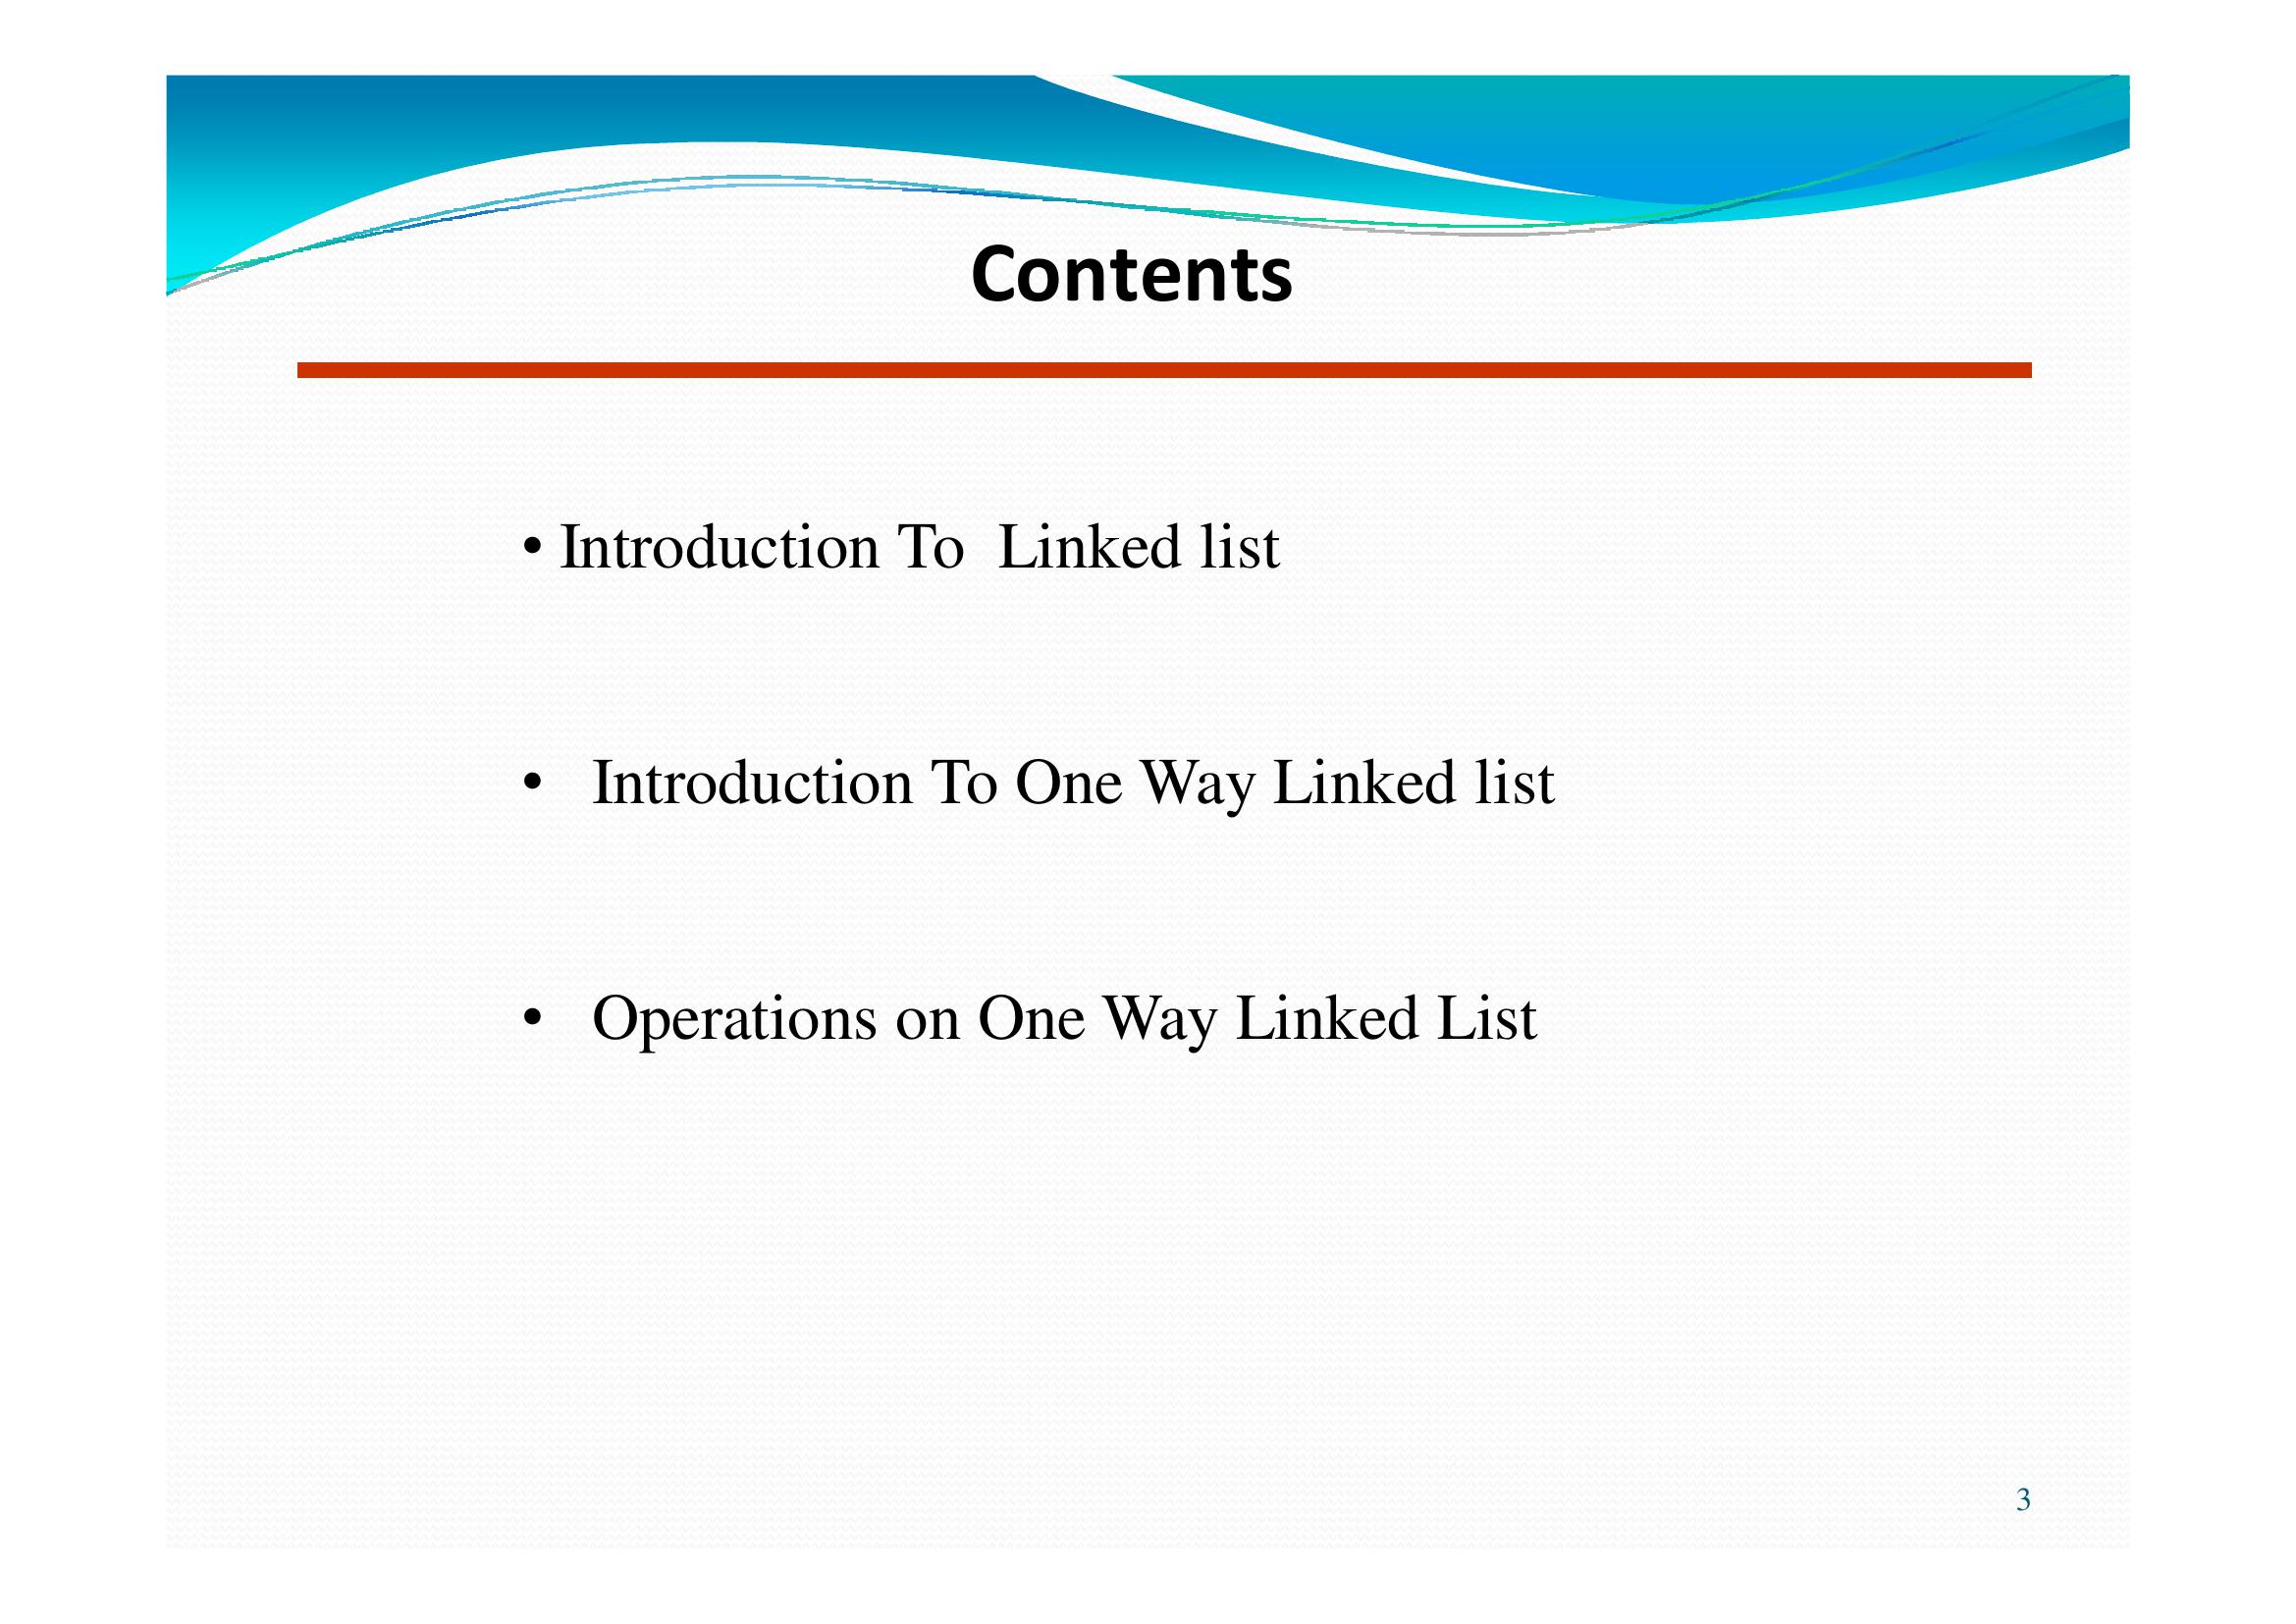 Contents
• Introduction To  Linked list
•   Introduction To One Way Linked list
•   Operations on One Way Linked List
3